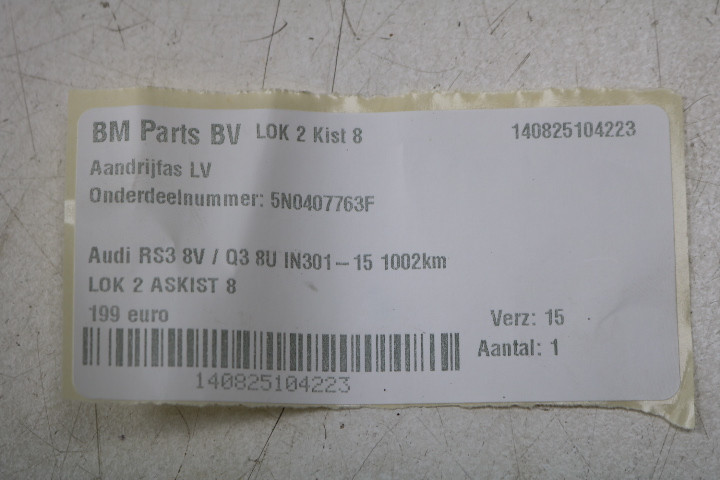 BM Parts BV LOK 2 Kist 8 140825104223
Aandrijfas LV
Onderdeelnummer: 5N0407763F
Audi RS3 8V / Q3 8U IN301-15 1002km
LOK 2 ASKIST 8
199 euro Verz: 15
Aantal: 1
140825104223